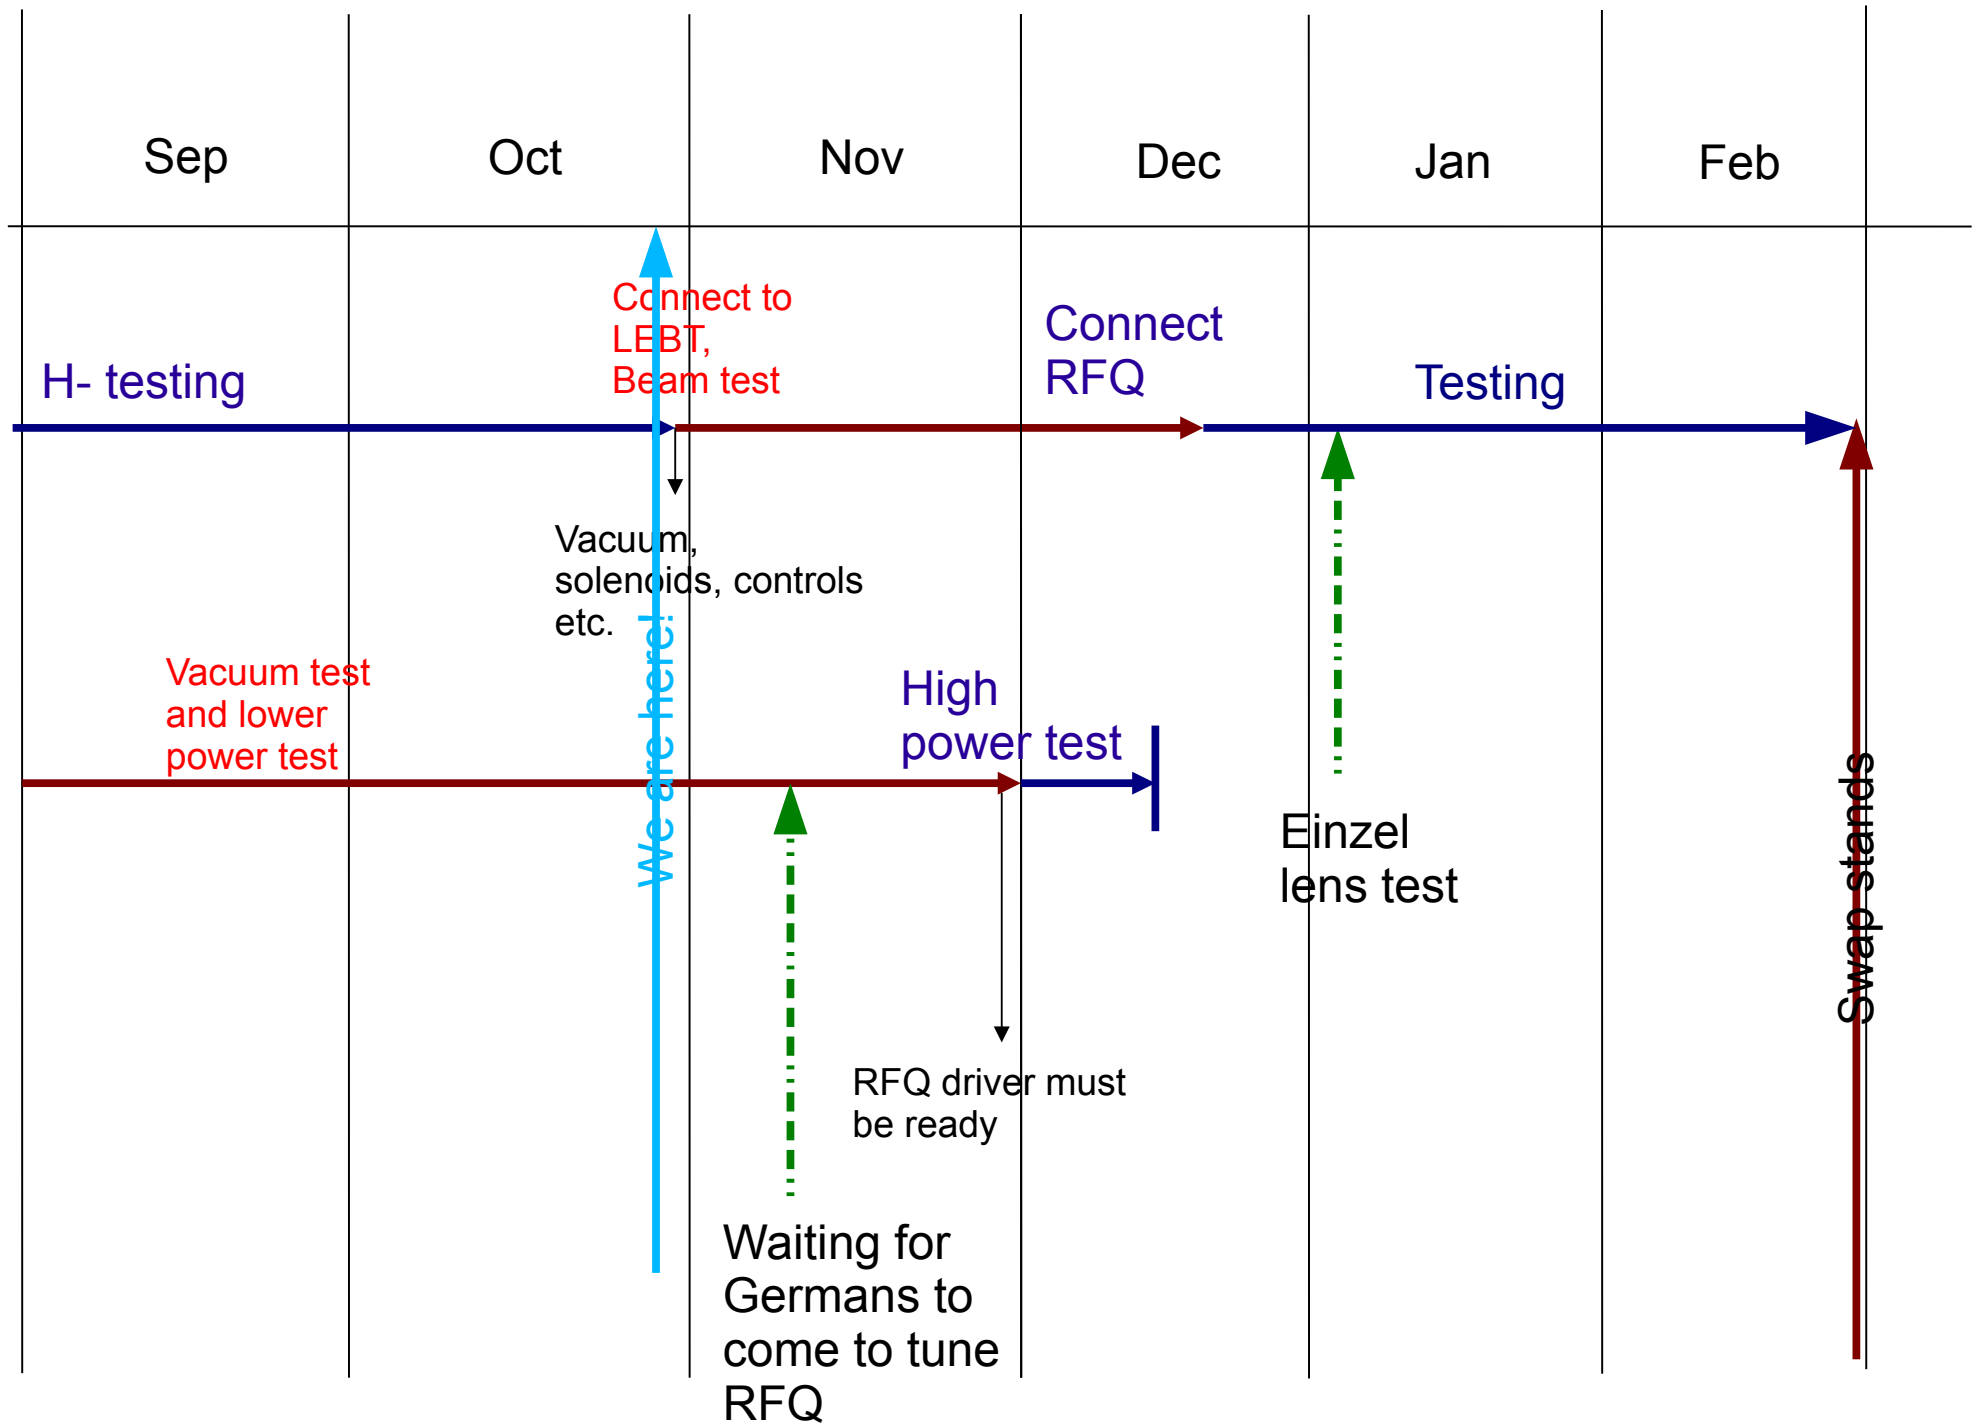 Sep
Oct
Nov
Dec
Jan
Feb
Connect to
LEBT,
Beam test
Connect
RFQ
H- testing
Testing
Vacuum,
solenoids, controls
etc.
We are here!
Vacuum test
and lower
power test
High
power test
Einzel
lens test
Swap stands
RFQ driver must
be ready
Waiting for
Germans to
come to tune
RFQ